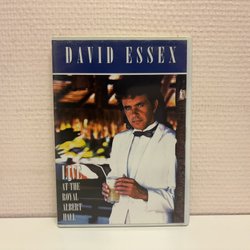 DAVID ESSEX
LIVE
AT THE
ROYAL
ALBERT
HALL